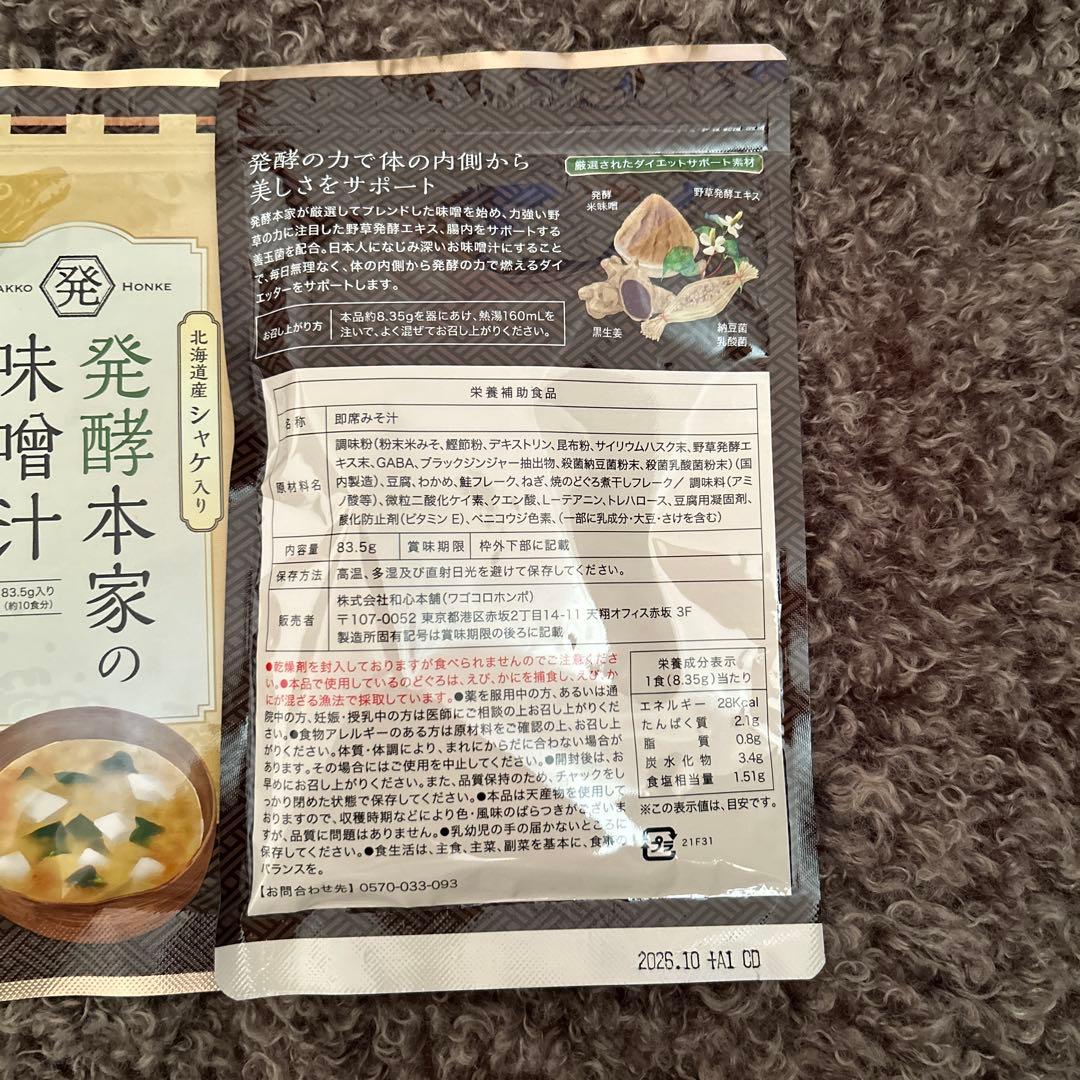 AKKO
発
HONKE
発酵本家の
味噌汁
北海道産 シャケ入り
83.5g入り
(約10食分)
発酵の力で体の内側から
美しさをサポート
発酵本家が厳選してブレンドした味噌を始め、力強い野
草の力に注目した野草発酵エキス、腸内をサポートする
善玉菌を配合。日本人になじみ深いお味噌汁にすること
で、毎日無理なく、体の内側から発酵の力で燃えるダイ
エッターをサポートします。
お召し上がり方
本品約8.35gを器にあけ、熱湯160mLを
注いで、よく混ぜてお召し上がりください。
厳選されたダイエットサポート素材
発酵
米味噌
野草発酵エキス
黒生姜
納豆菌
乳酸菌
栄養補助食品
名称 即席みそ汁
原材料名
調味粉(粉末米みそ、鰹節粉、デキストリン、昆布粉、サイリウムハスク末、野草発酵エ
キス末、GABA、ブラックジンジャー抽出物、殺菌納豆菌粉末、殺菌乳酸菌粉末)(国
内製造)、豆腐、わかめ、鮭フレーク、ねぎ、焼のどぐろ煮干しフレーク/ 調味料(アミ
ノ酸等)、微粒二酸化ケイ素、クエン酸、L-テアニン、トレハロース、豆腐用凝固剤、
酸化防止剤(ビタミンE)、ベニコウジ色素、(一部に乳成分・大豆・さけを含む)
内容量 83.5g 賞味期限 枠外下部に記載
保存方法 高温、多湿及び直射日光を避けて保存してください。
販売者
株式会社和心本舗(ワゴコロホンポ)
〒107-0052 東京都港区赤坂2丁目14-11 天翔オフィス赤坂 3F
製造所固有記号は賞味期限の後ろに記載
●乾燥剤を封入しておりますが食べられませんのでご注意くださ
い。●本品で使用しているのどぐろは、えび、かにを捕食し、えび、か
にが混ざる漁法で採取しています。●薬を服用中の方、あるいは通
院中の方、妊娠・授乳中の方は医師にご相談の上お召し上がりくださ
い。●食物アレルギーのある方は原材料をご確認の上、お召し上
がりください。体質・体調により、まれにからだに合わない場合が
あります。その場合にはご使用を中止してください。●開封後は、お
早めにお召し上がりください。また、品質保持のため、チャックをし
っかり閉めた状態で保存してください。●本品は天産物を使用して
おりますので、収穫時期などにより色・風味のばらつきがございま
すが、品質に問題はありません。●乳幼児の手の届かないところに
保存してください。●食生活は、主食、主菜、副菜を基本に、食事の
バランスを。
【お問合わせ先】0570-033-093
栄養成分表示
1食(8.35g)当たり
エネルギー 28Kcal
たんぱく質 2.1g
脂質 0.8g
炭水化物 3.4g
食塩相当量 1.51g
※この表示値は、目安です。
プラ 21F31
2026.10 +A1 CD